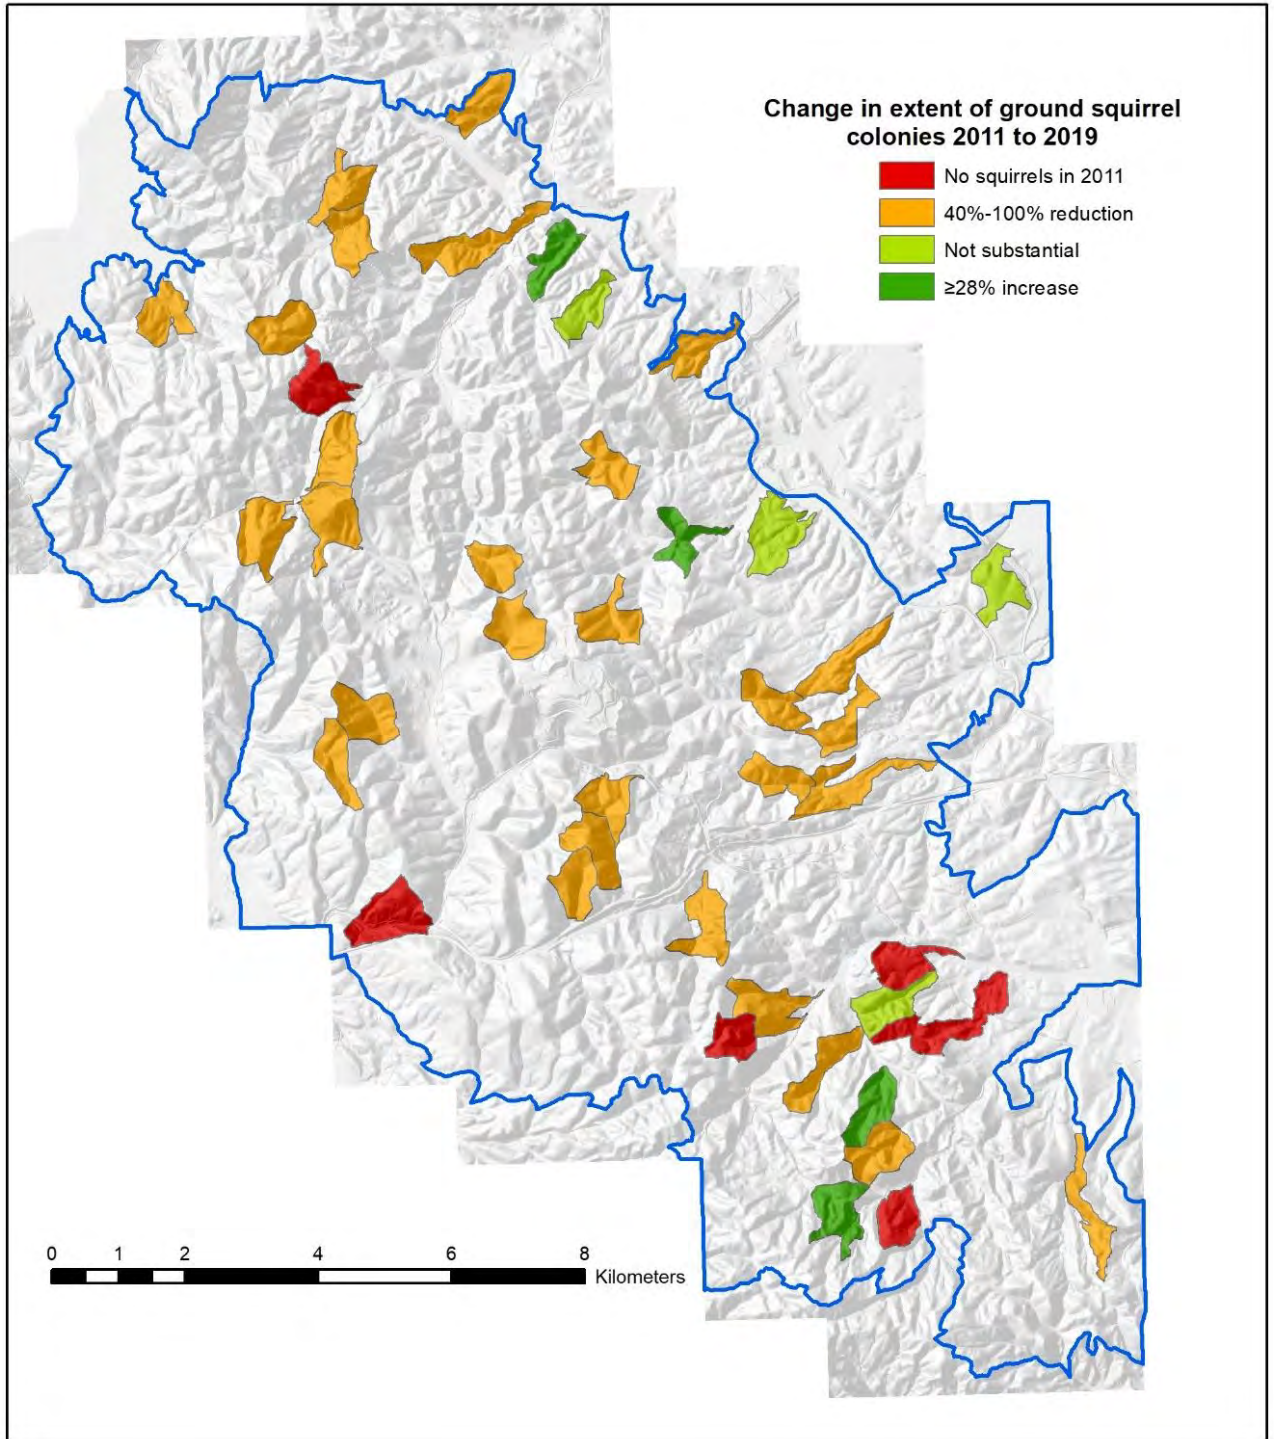 Change in extent of ground squirrel
colonies 2011 to 2019
No squirrels in 2011
40%-100% reduction
Not substantial
≥28% increase
0 1 2 4 6 8
Kilometers